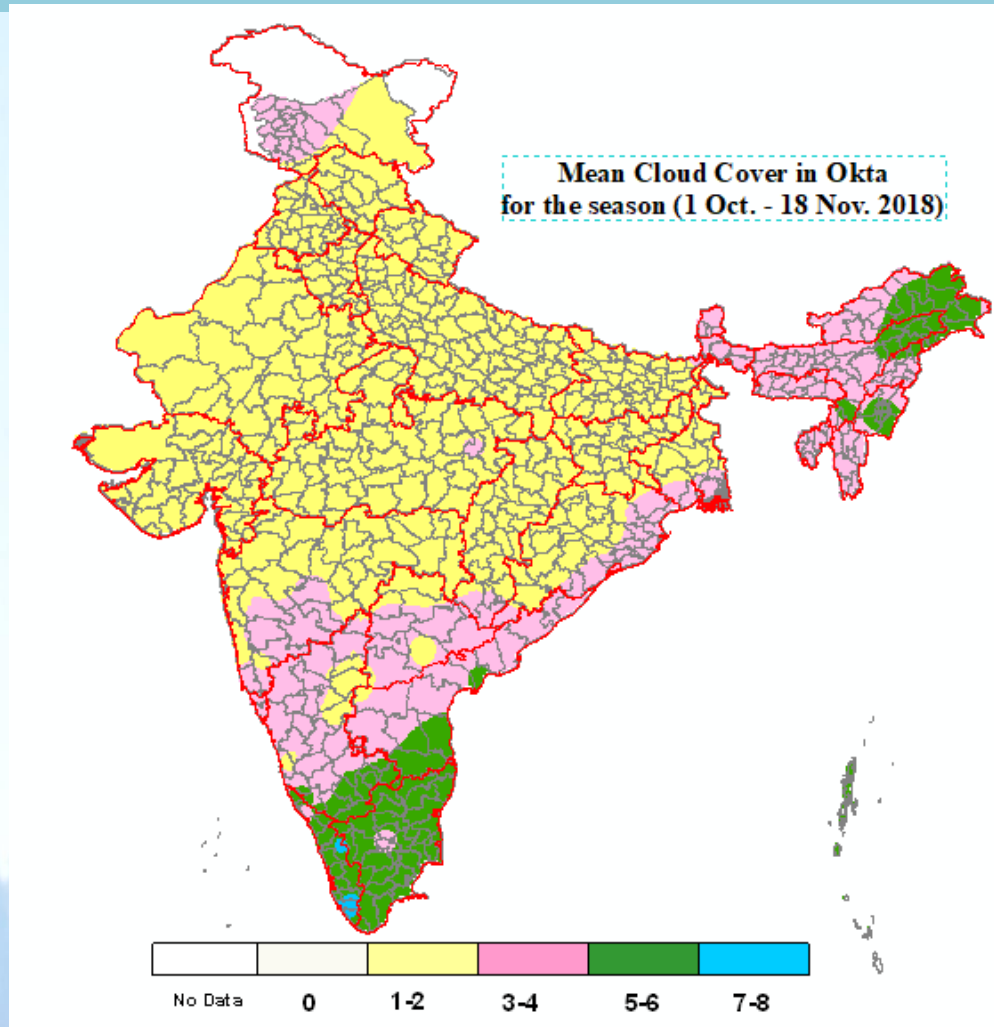 Mean Cloud Cover in Okta
for the season (1 Oct. - 18 Nov. 2018)
No Data 0 1-2 3-4 5-6 7-8